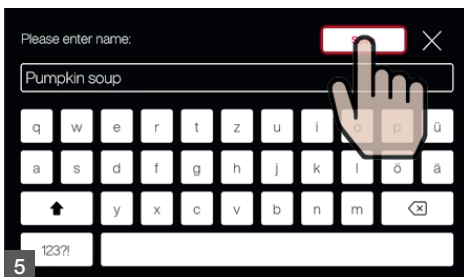 Please enter name:
Pumpkin soup
q w e r t z u i o p ü
a s d f g h j k l ö ä
y x c v b n m
123?!
5